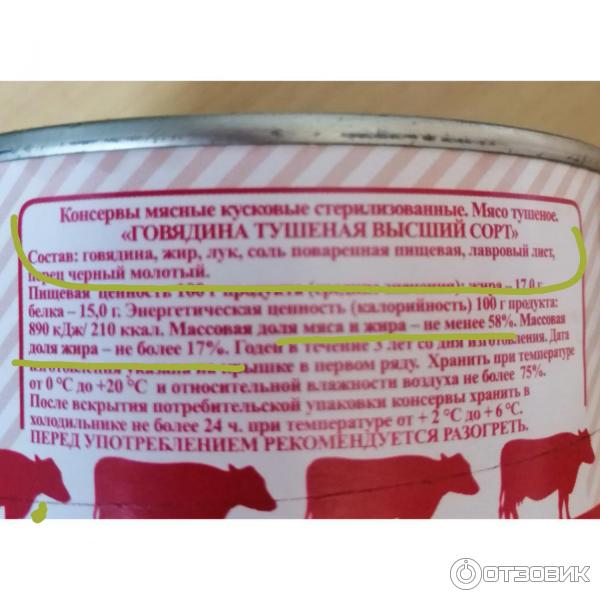 Консервы мясные кусковые стерилизованные. Мясо тушеное.
«ГОВЯДИНА ТУШЕНАЯ ВЫСШИЙ СОРТ»
Состав: говядина, жир, лук, соль поваренная пищевая, лавровый лист,
перец черный молотый.
Пищевая ценность 100 г продукта (средние значения): жира – 17,0 г,
белка – 15,0 г. Энергетическая ценность (калорийность) 100 г продукта:
890 кДж/ 210 ккал. Массовая доля мяса и жира – не менее 58%. Массовая
доля жира – не более 17%. Годен в течение 3 лет со дня изготовления. Дата
изготовления указана на крышке в первом ряду. Хранить при температуре
от 0 °С до +20 °С и относительной влажности воздуха не более 75%.
После вскрытия потребительской упаковки консервы хранить в
холодильнике не более 24 ч. при температуре от + 2 °С до + 6 °С.
ПЕРЕД УПОТРЕБЛЕНИЕМ РЕКОМЕНДУЕТСЯ РАЗОГРЕТЬ.
ОТЗОВИК